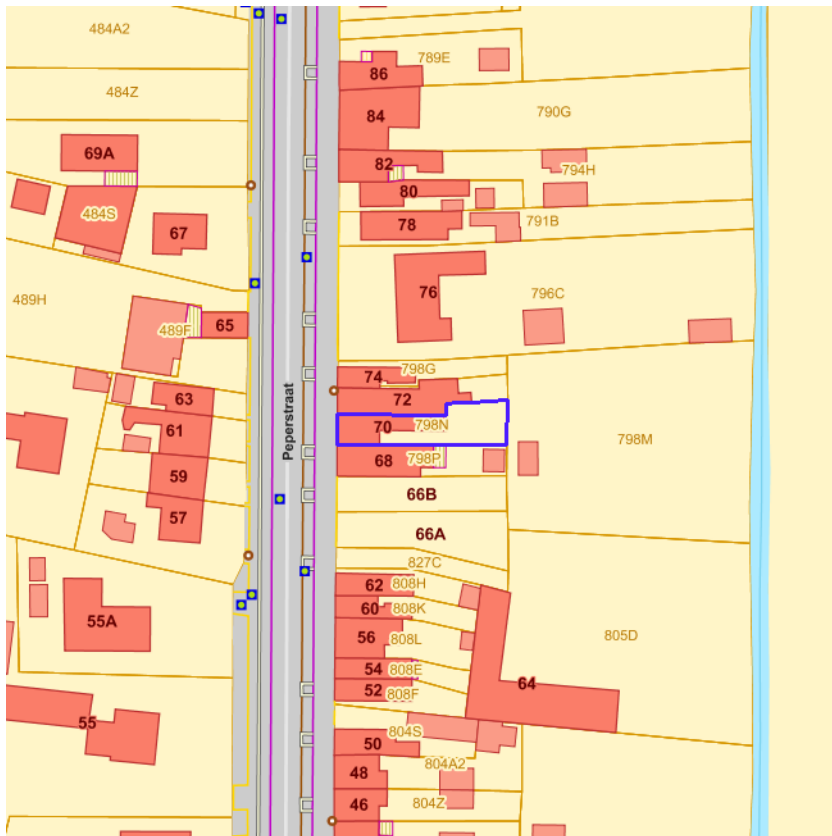 484A2
789E
86
484Z
84
790G
69A
82
794H
80
484S
67
78
791B
76
796C
489H
65
489F
74
798G
63
72
Peperstraat
61
70
798N
798M
59
68
798P
66B
57
66A
827C
62
808H
60
808K
55A
56
808L
805D
54
808E
64
52
808F
55
804S
50
48
804A2
46
804Z